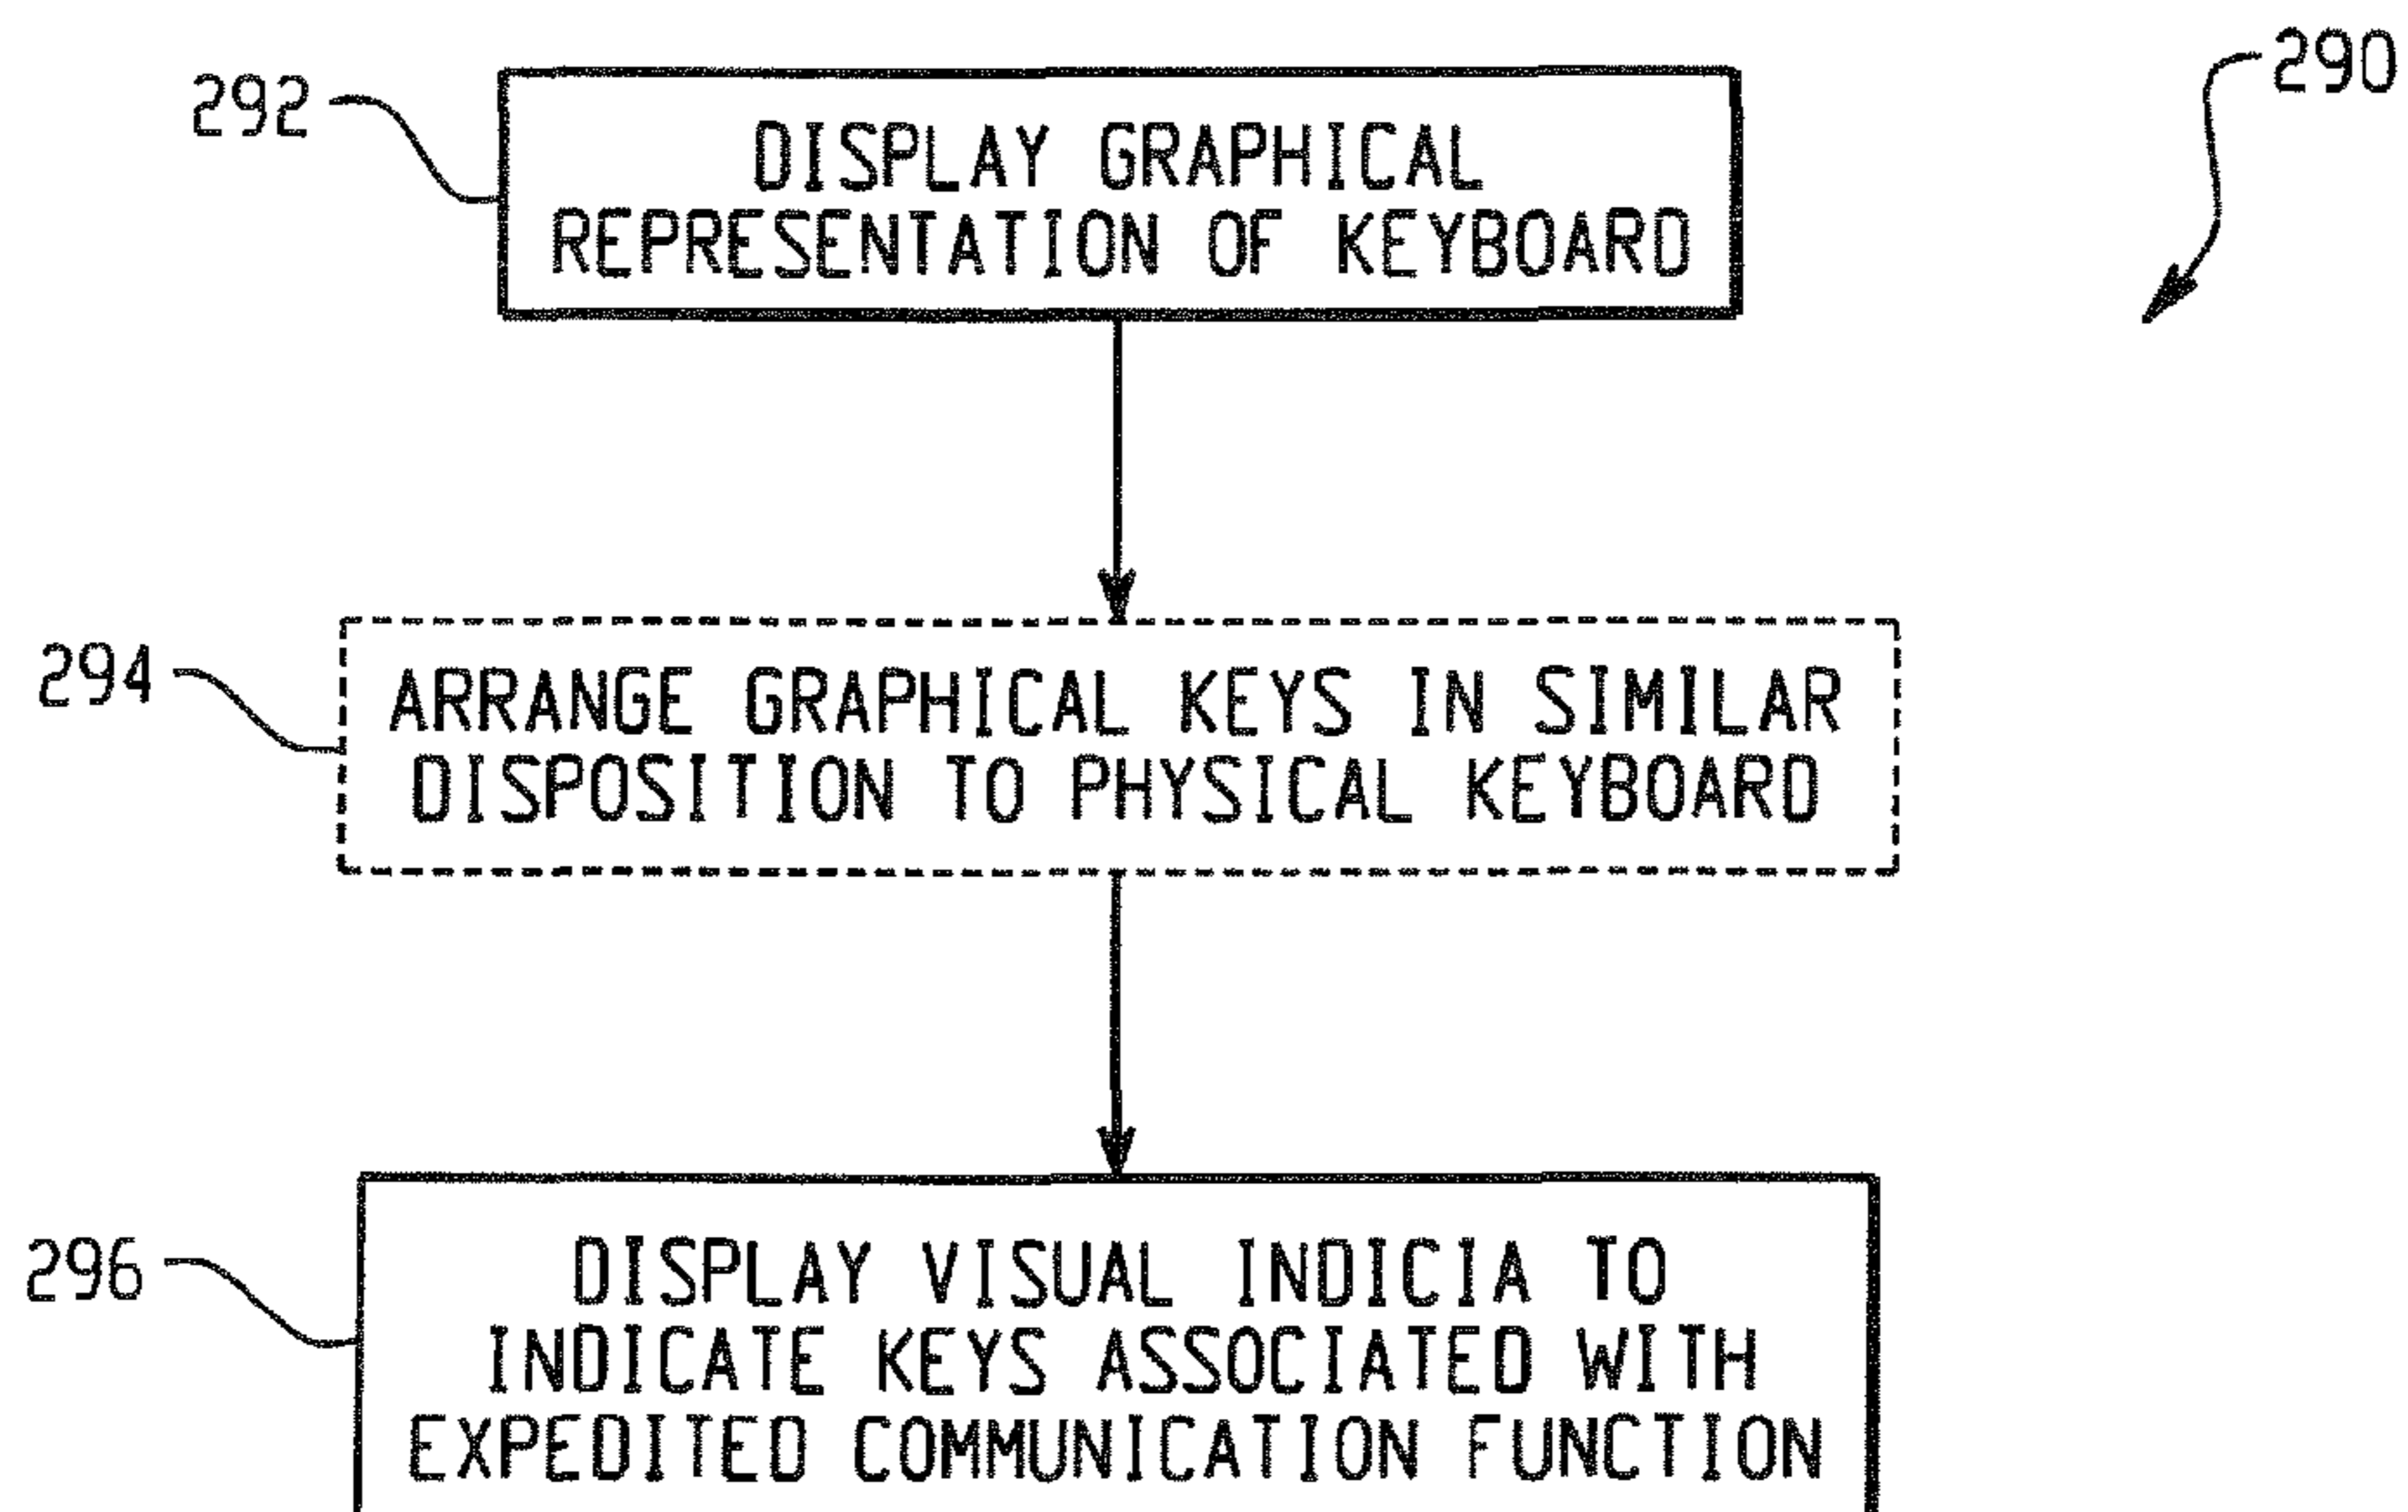 290
292
DISPLAY GRAPHICAL
REPRESENTATION OF KEYBOARD
294
ARRANGE GRAPHICAL KEYS IN SIMILAR
DISPOSITION TO PHYSICAL KEYBOARD
296
DISPLAY VISUAL INDICIA TO
INDICATE KEYS ASSOCIATED WITH
EXPEDITED COMMUNICATION FUNCTION